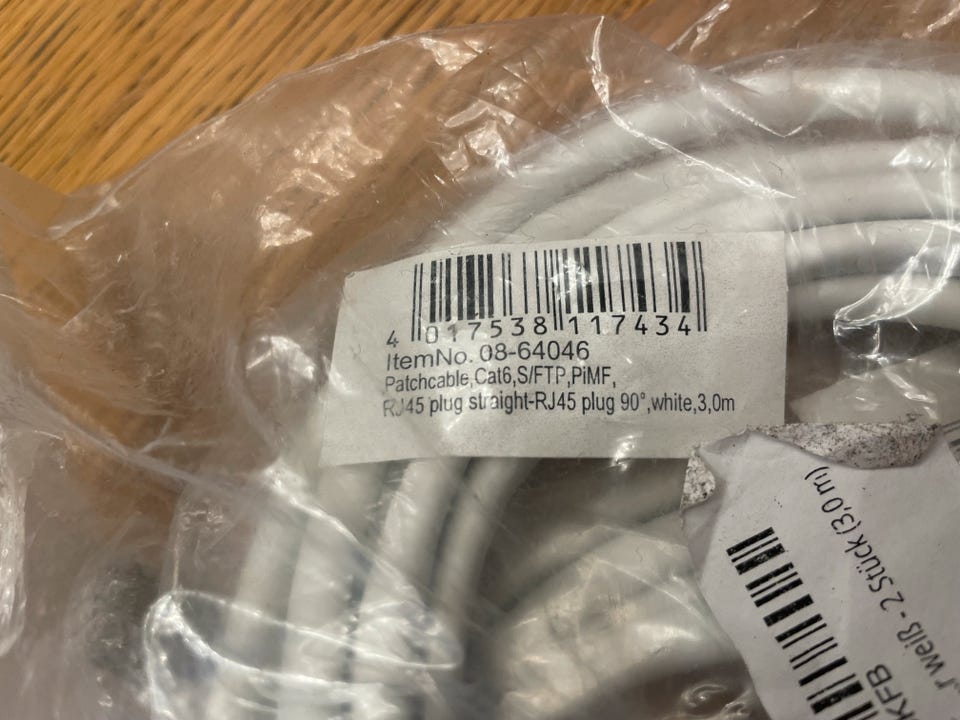 4 017538 117434
ItemNo. 08-64046
Patchcable,Cat6,S/FTP,PiMF,
RJ45 plug straight-RJ45 plug 90°,white,3,0m
weiß - 2 Stück (3,0 m)
KFB